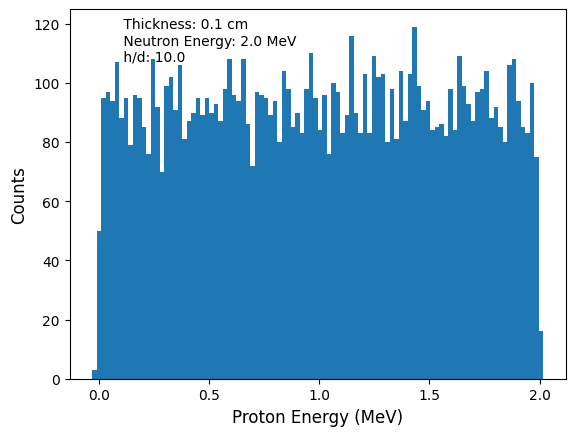 Thickness: 0.1 cm
Neutron Energy: 2.0 MeV
h/d: 10.0
120
100
80
60
40
20
0
Counts
0.0 0.5 1.0 1.5 2.0
Proton Energy (MeV)